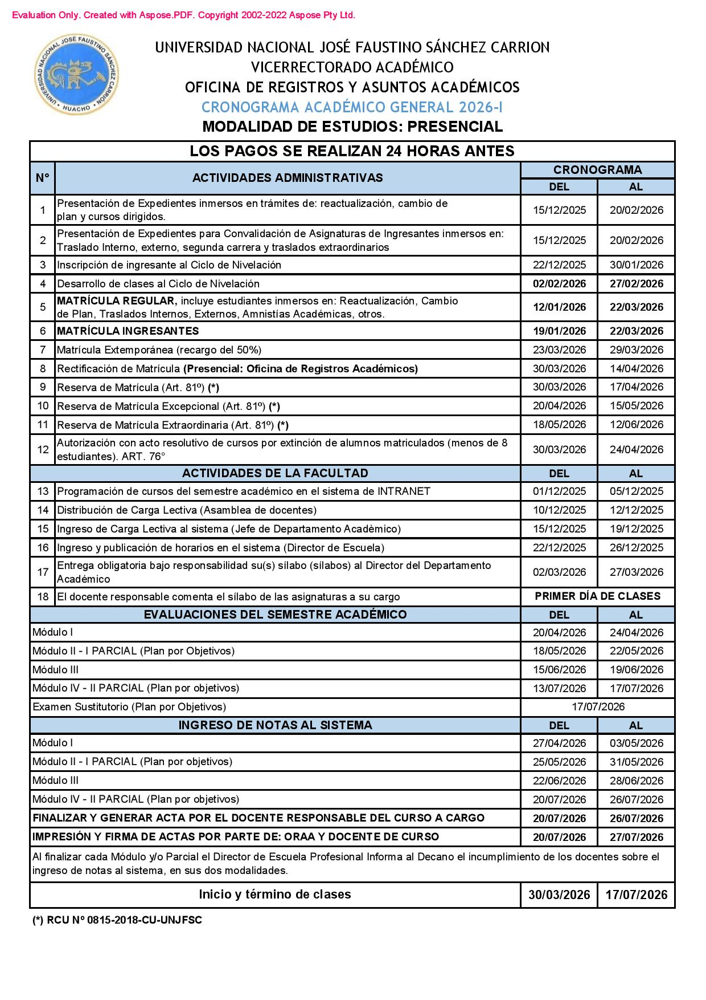 Evaluation Only. Created with Aspose.PDF. Copyright 2002-2022 Aspose Pty Ltd.
UNIVERSIDAD NACIONAL JOSÉ FAUSTINO SÁNCHEZ CARRIÓN • HUACHO •
UNIVERSIDAD NACIONAL JOSÉ FAUSTINO SÁNCHEZ CARRION
VICERRECTORADO ACADÉMICO
OFICINA DE REGISTROS Y ASUNTOS ACADÉMICOS
CRONOGRAMA ACADÉMICO GENERAL 2026-I
MODALIDAD DE ESTUDIOS: PRESENCIAL
LOS PAGOS SE REALIZAN 24 HORAS ANTES
N° ACTIVIDADES ADMINISTRATIVAS CRONOGRAMA
DEL AL
1 Presentación de Expedientes inmersos en trámites de: reactualización, cambio de
plan y cursos dirigidos. 15/12/2025 20/02/2026
2 Presentación de Expedientes para Convalidación de Asignaturas de Ingresantes inmersos en:
Traslado Interno, externo, segunda carrera y traslados extraordinarios 15/12/2025 20/02/2026
3 Inscripción de ingresante al Ciclo de Nivelación 22/12/2025 30/01/2026
4 Desarrollo de clases al Ciclo de Nivelación 02/02/2026 27/02/2026
5 MATRÍCULA REGULAR, incluye estudiantes inmersos en: Reactualización, Cambio
de Plan, Traslados Internos, Externos, Amnistías Académicas, otros. 12/01/2026 22/03/2026
6 MATRÍCULA INGRESANTES 19/01/2026 22/03/2026
7 Matrícula Extemporánea (recargo del 50%) 23/03/2026 29/03/2026
8 Rectificación de Matrícula (Presencial: Oficina de Registros Académicos) 30/03/2026 14/04/2026
9 Reserva de Matrícula (Art. 81º) (*) 30/03/2026 17/04/2026
10 Reserva de Matrícula Excepcional (Art. 81º) (*) 20/04/2026 15/05/2026
11 Reserva de Matrícula Extraordinaria (Art. 81º) (*) 18/05/2026 12/06/2026
12 Autorización con acto resolutivo de cursos por extinción de alumnos matriculados (menos de 8
estudiantes). ART. 76° 30/03/2026 24/04/2026
ACTIVIDADES DE LA FACULTAD DEL AL
13 Programación de cursos del semestre académico en el sistema de INTRANET 01/12/2025 05/12/2025
14 Distribución de Carga Lectiva (Asamblea de docentes) 10/12/2025 12/12/2025
15 Ingreso de Carga Lectiva al sistema (Jefe de Departamento Acadèmico) 15/12/2025 19/12/2025
16 Ingreso y publicación de horarios en el sistema (Director de Escuela) 22/12/2025 26/12/2025
17 Entrega obligatoria bajo responsabilidad su(s) sílabo (sílabos) al Director del Departamento
Académico 02/03/2026 27/03/2026
18 El docente responsable comenta el sílabo de las asignaturas a su cargo PRIMER DÍA DE CLASES
EVALUACIONES DEL SEMESTRE ACADÉMICO DEL AL
Módulo I 20/04/2026 24/04/2026
Módulo II - I PARCIAL (Plan por Objetivos) 18/05/2026 22/05/2026
Módulo III 15/06/2026 19/06/2026
Módulo IV - II PARCIAL (Plan por objetivos) 13/07/2026 17/07/2026
Examen Sustitutorio (Plan por Objetivos) 17/07/2026
INGRESO DE NOTAS AL SISTEMA DEL AL
Módulo I 27/04/2026 03/05/2026
Módulo II - I PARCIAL (Plan por objetivos) 25/05/2026 31/05/2026
Módulo III 22/06/2026 28/06/2026
Módulo IV - II PARCIAL (Plan por objetivos) 20/07/2026 26/07/2026
FINALIZAR Y GENERAR ACTA POR EL DOCENTE RESPONSABLE DEL CURSO A CARGO 20/07/2026 26/07/2026
IMPRESIÓN Y FIRMA DE ACTAS POR PARTE DE: ORAA Y DOCENTE DE CURSO 20/07/2026 27/07/2026
Al finalizar cada Módulo y/o Parcial el Director de Escuela Profesional Informa al Decano el incumplimiento de los docentes sobre el
ingreso de notas al sistema, en sus dos modalidades.
Inicio y término de clases 30/03/2026 17/07/2026
(*) RCU Nº 0815-2018-CU-UNJFSC